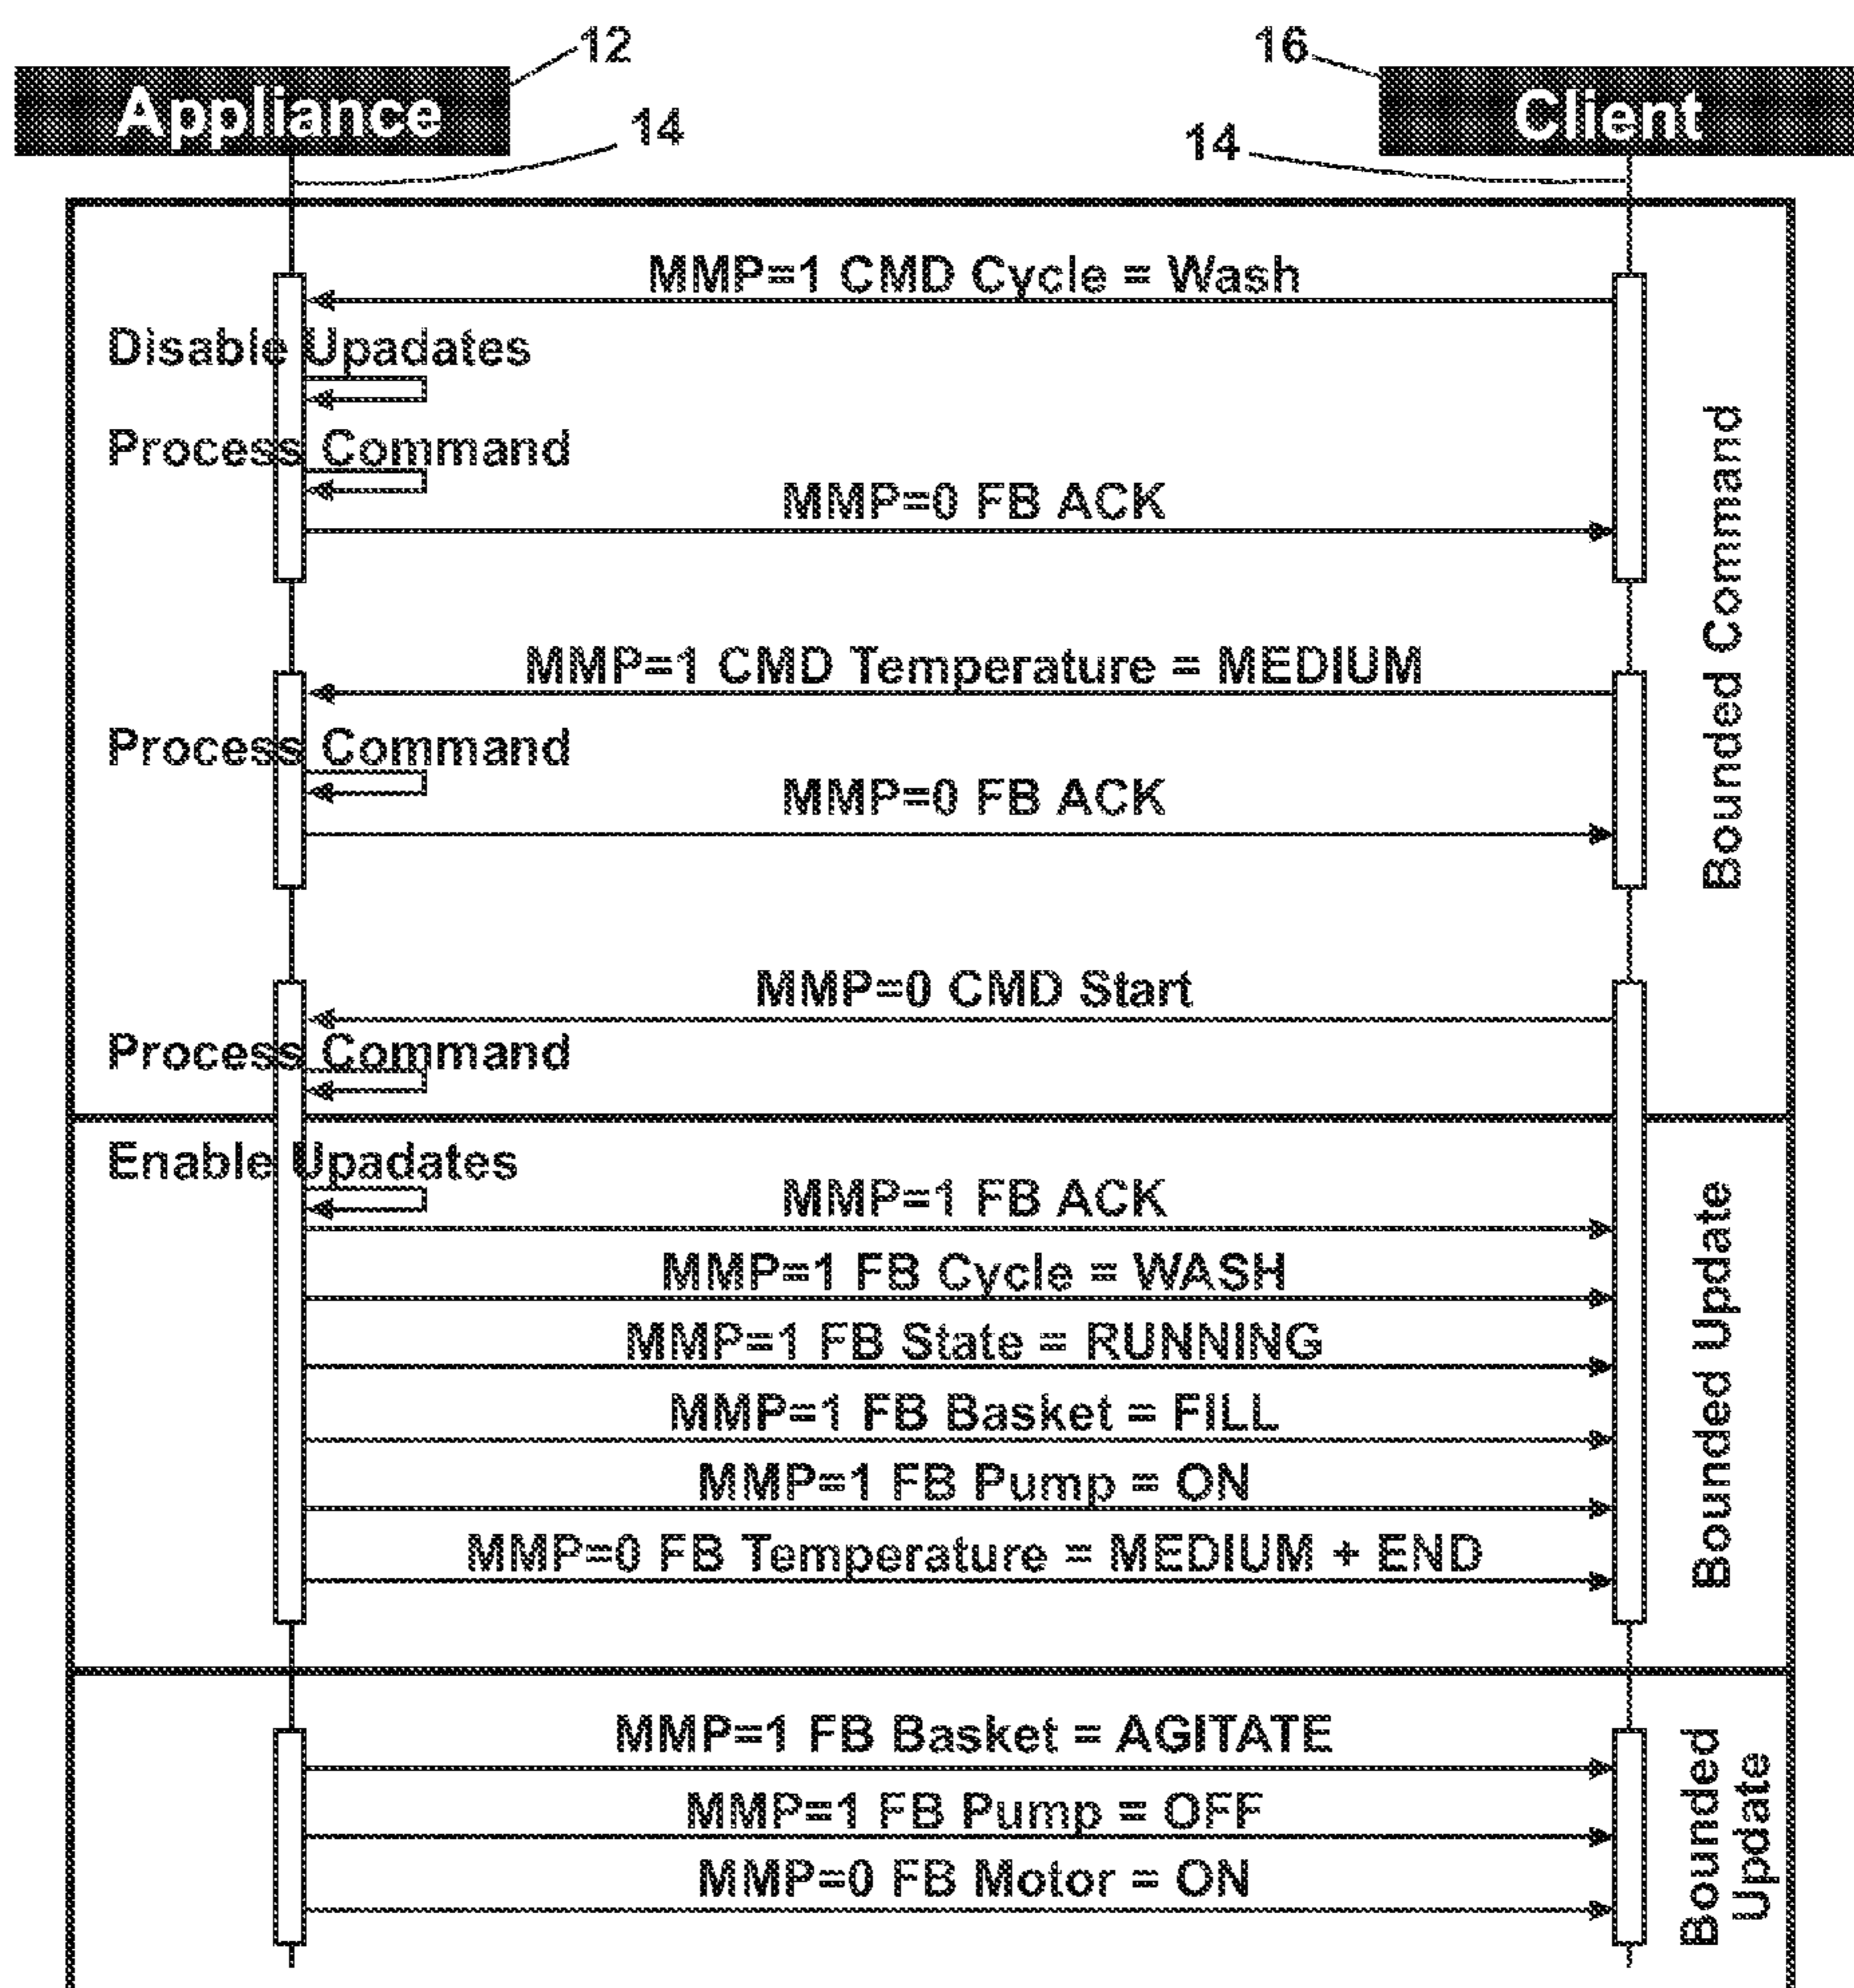 12
16
Appliance
Client
14
14
MMP=1 CMD Cycle = Wash
Disable Upadates
Process Command
MMP=0 FB ACK
MMP=1 CMD Temperature = MEDIUM
Process Command
MMP=0 FB ACK
Bounded Command
MMP=0 CMD Start
Process Command
Enable Upadates
MMP=1 FB ACK
MMP=1 FB Cycle = WASH
MMP=1 FB State = RUNNING
MMP=1 FB Basket = FILL
MMP=1 FB Pump = ON
MMP=0 FB Temperature = MEDIUM + END
Bounded Update
MMP=1 FB Basket = AGITATE
MMP=1 FB Pump = OFF
MMP=0 FB Motor = ON
Bounded
Update